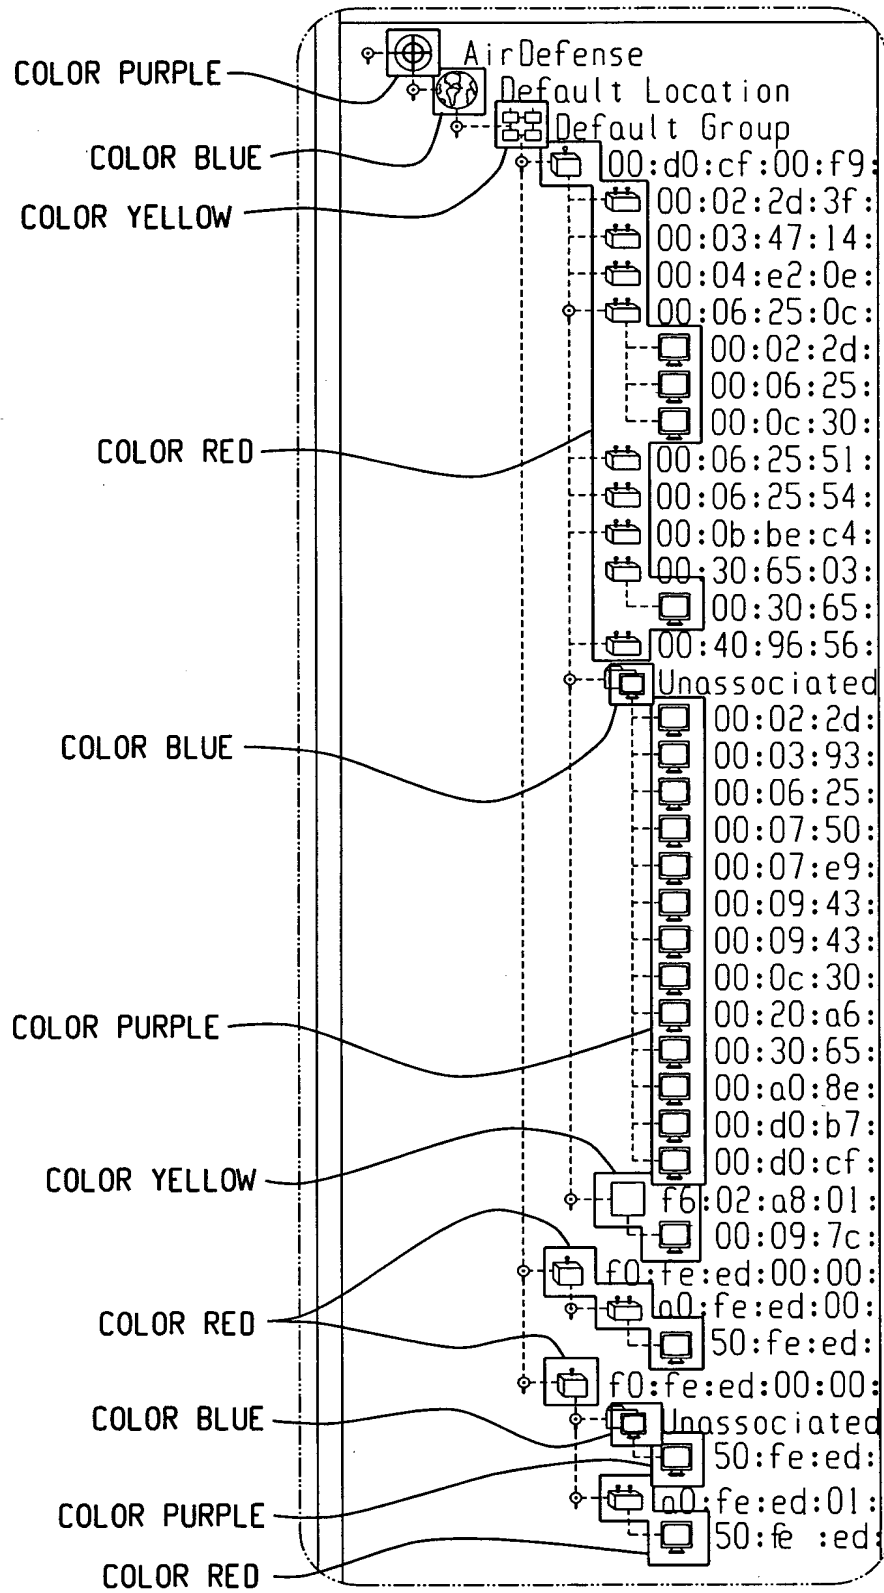 AirDefense
COLOR PURPLE
Default Location
Default Group
COLOR BLUE
00:d0:cf:00:f9:
00:02:2d:3f:
COLOR YELLOW
00:03:47:14:
00:04:e2:0e:
00:06:25:0c:
00:02:2d:
00:06:25:
00:0c:30:
COLOR RED
00:06:25:51:
00:06:25:54:
00:0b:be:c4:
00:30:65:03:
00:30:65:
00:40:96:56:
Unassociated
00:02:2d:
COLOR BLUE
00:03:93:
00:06:25:
00:07:50:
00:07:e9:
00:09:43:
00:09:43:
00:0c:30:
00:20:a6:
COLOR PURPLE
00:30:65:
00:a0:8e:
00:d0:b7:
00:d0:cf:
COLOR YELLOW
f6:02:a8:01:
00:09:7c:
f0:fe:ed:00:00:
a0:fe:ed:00:
COLOR RED
50:fe:ed:
f0:fe:ed:00:00:
COLOR BLUE
Unassociated
50:fe:ed:
a0:fe:ed:01:
COLOR PURPLE
50:fe :ed:
COLOR RED